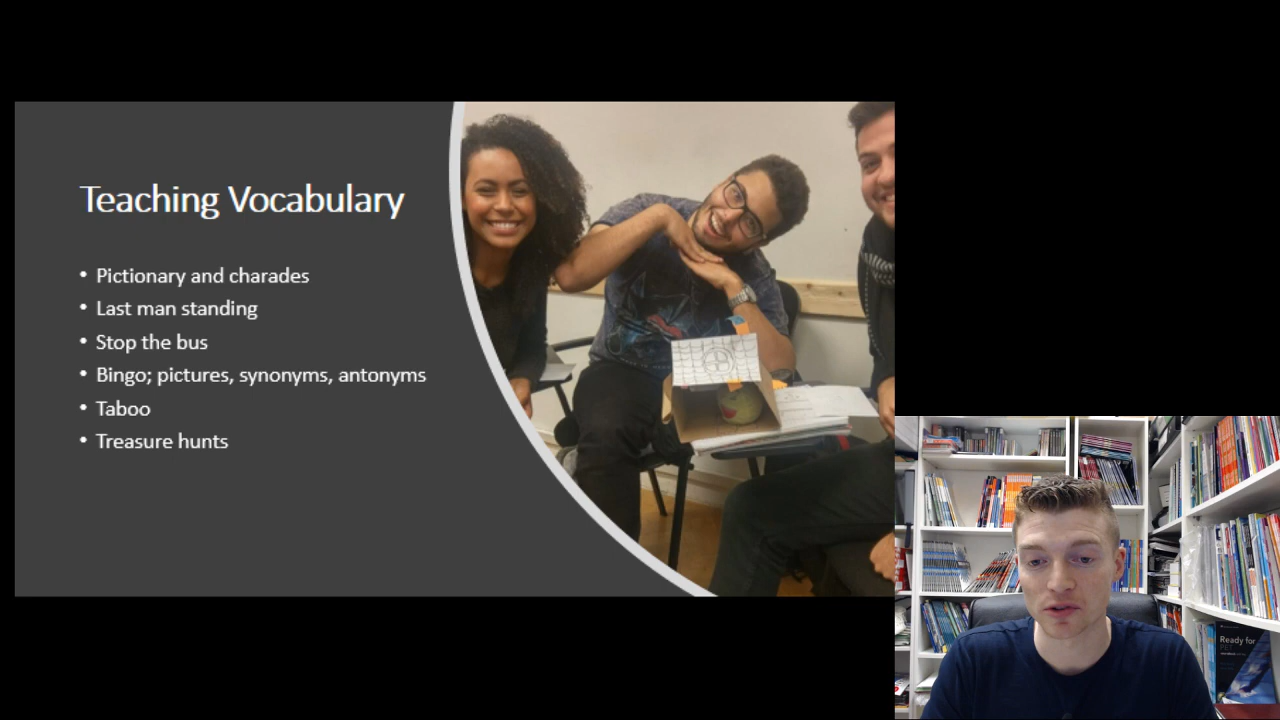 Teaching Vocabulary
• Pictionary and charades
• Last man standing
• Stop the bus
• Bingo; pictures, synonyms, antonyms
• Taboo
• Treasure hunts
Ready for
PET